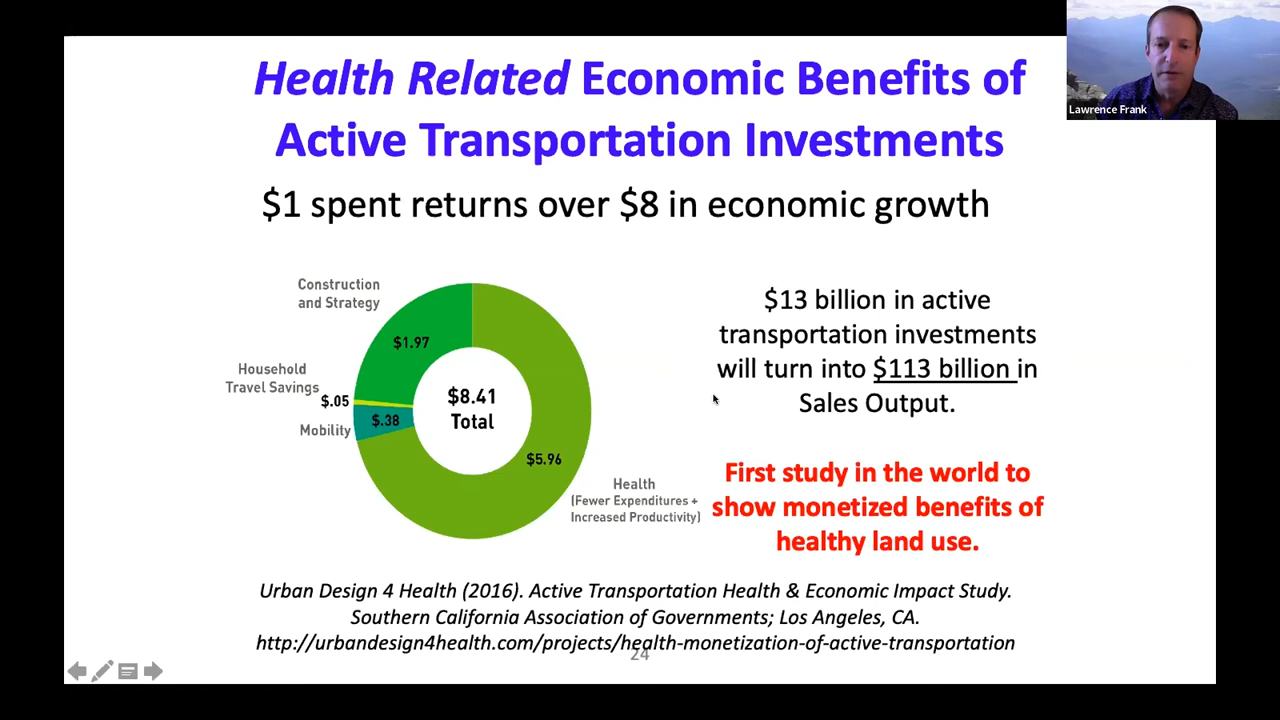 Health Related Economic Benefits of
Active Transportation Investments
Lawrence Frank
$1 spent returns over $8 in economic growth
Construction
and Strategy
$1.97
Household
Travel Savings
$.05
$.38
Mobility
$8.41
Total
$5.96
Health
(Fewer Expenditures +
Increased Productivity)
$13 billion in active
transportation investments
will turn into $113 billion in
Sales Output.
First study in the world to
show monetized benefits of
healthy land use.
Urban Design 4 Health (2016). Active Transportation Health & Economic Impact Study.
Southern California Association of Governments; Los Angeles, CA.
http://urbandesign4health.com/projects/health-monetization-of-active-transportation
24